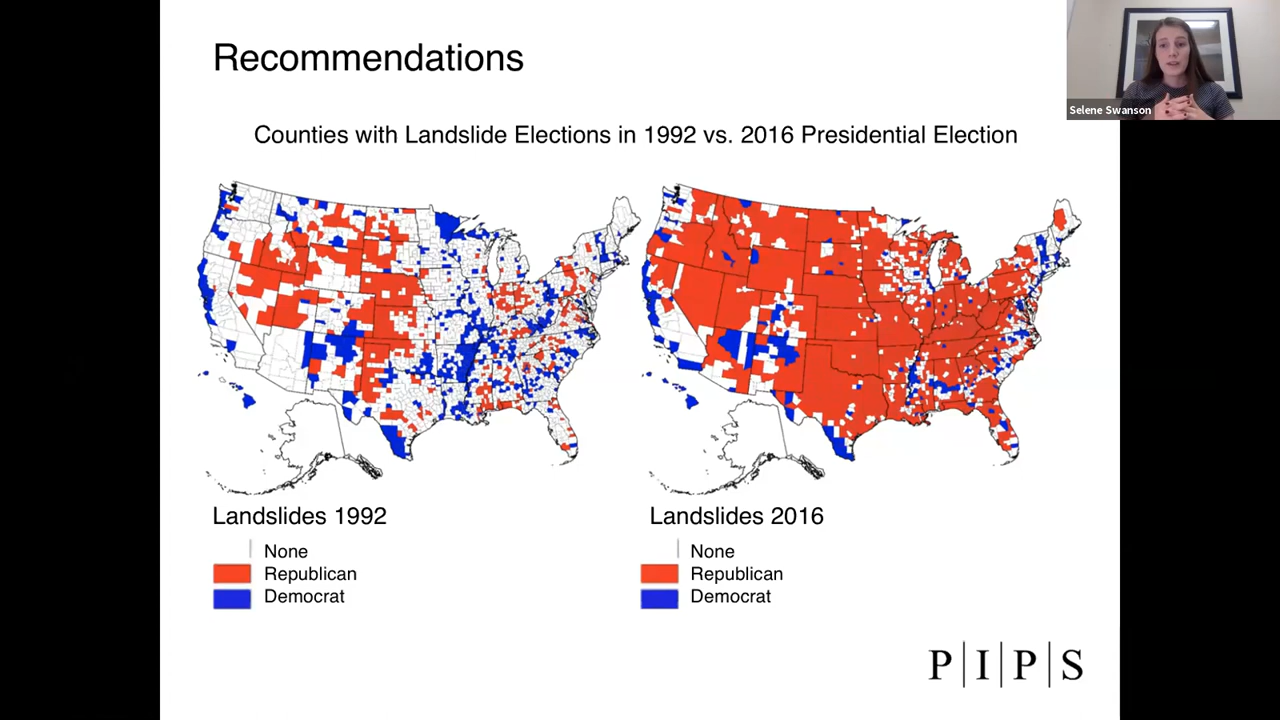 Recommendations
Selene Swanson
Counties with Landslide Elections in 1992 vs. 2016 Presidential Election
Landslides 1992
None
Republican
Democrat
Landslides 2016
None
Republican
Democrat
P|I|P|S